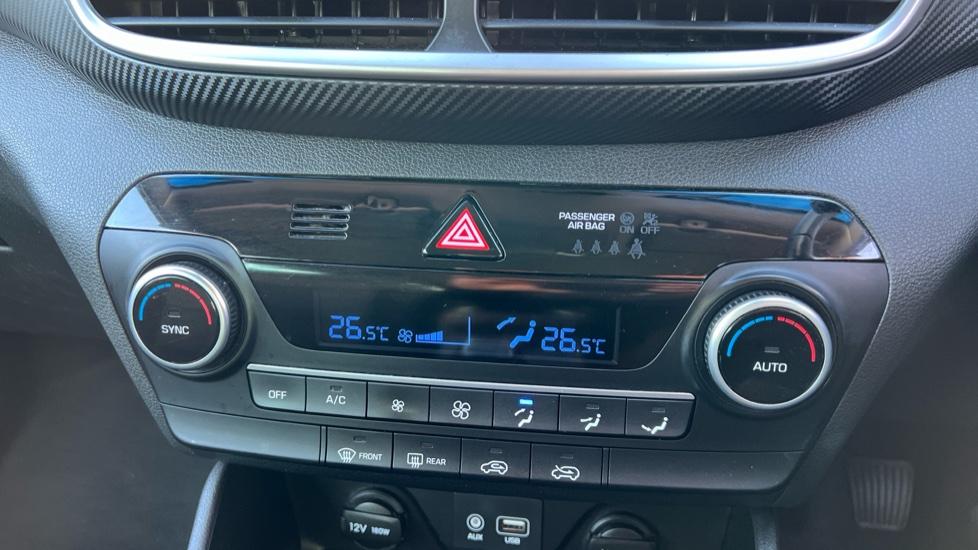 PASSENGER
AIR BAG
ON
OFF
26.5°C
26.5°C
SYNC
AUTO
OFF
A/C
FRONT
REAR
12V 180W
AUX
USB